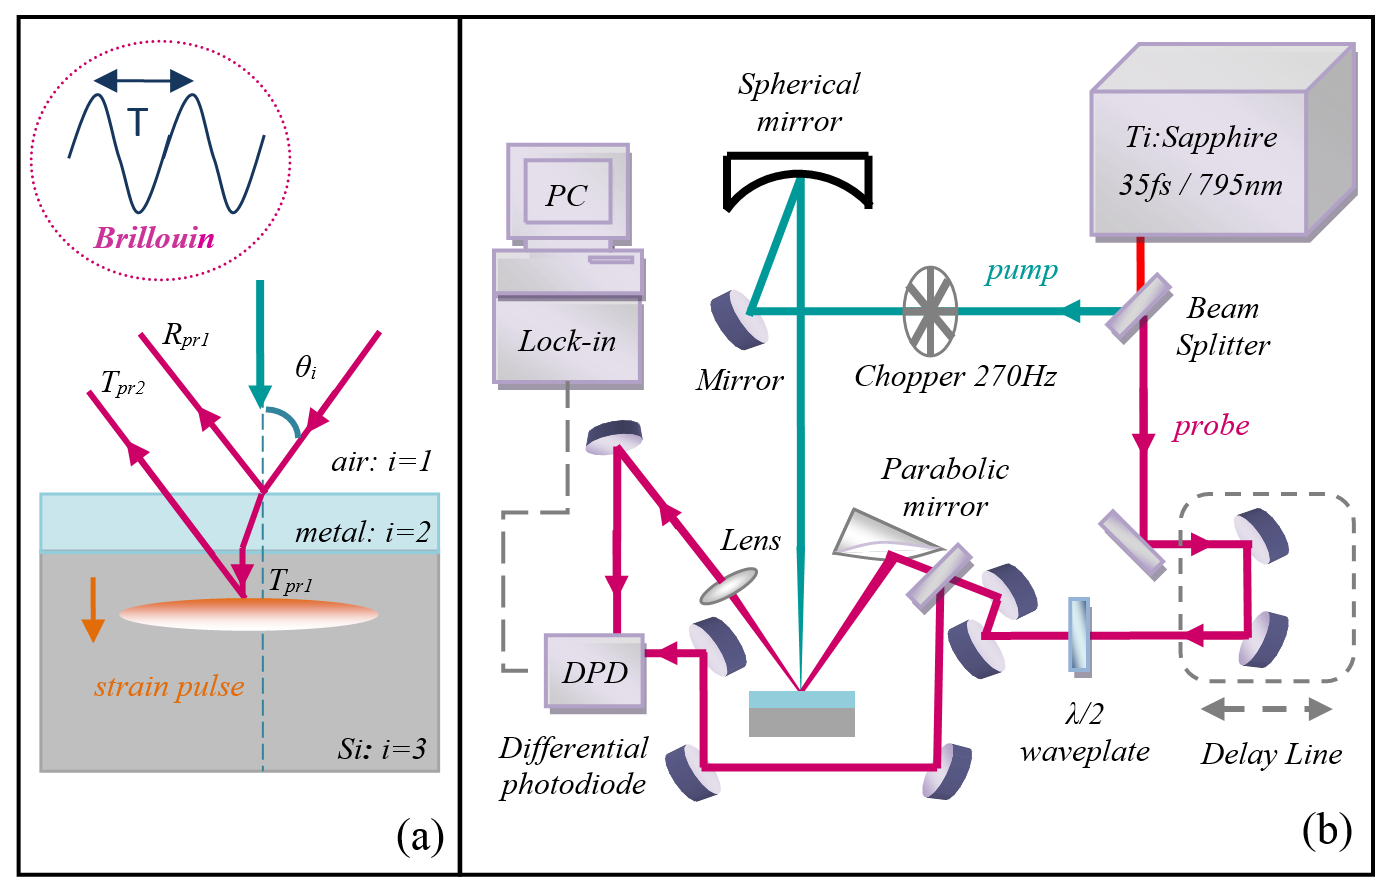 T
Brillouin
R_pr1
T_pr2
θ_i
air: i=1
metal: i=2
T_pr1
strain pulse
Si: i=3
(a)
Spherical
mirror
Ti:Sapphire
35fs / 795nm
PC
pump
Beam
Splitter
Lock-in
Mirror
Chopper 270Hz
probe
Parabolic
mirror
Lens
DPD
λ/2
waveplate
Differential
photodiode
Delay Line
(b)